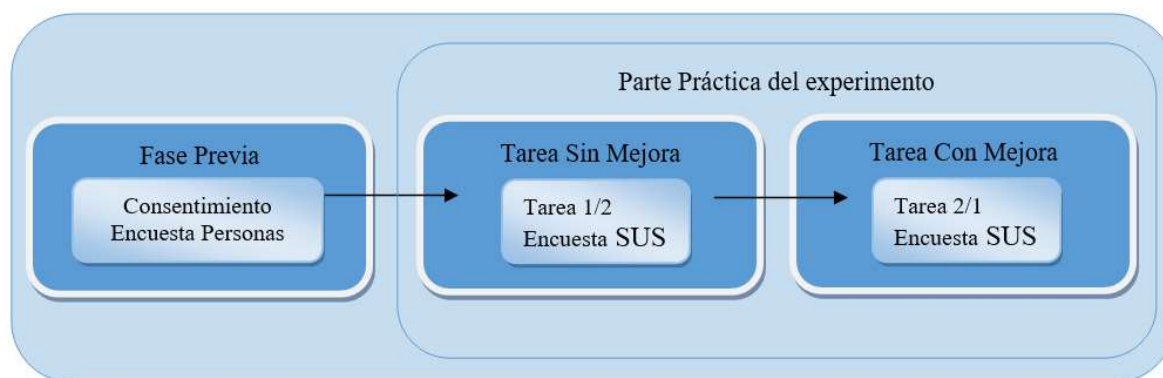 Parte Práctica del experimento
Fase Previa
Consentimiento
Encuesta Personas
Tarea Sin Mejora
Tarea 1/2
Encuesta SUS
Tarea Con Mejora
Tarea 2/1
Encuesta SUS